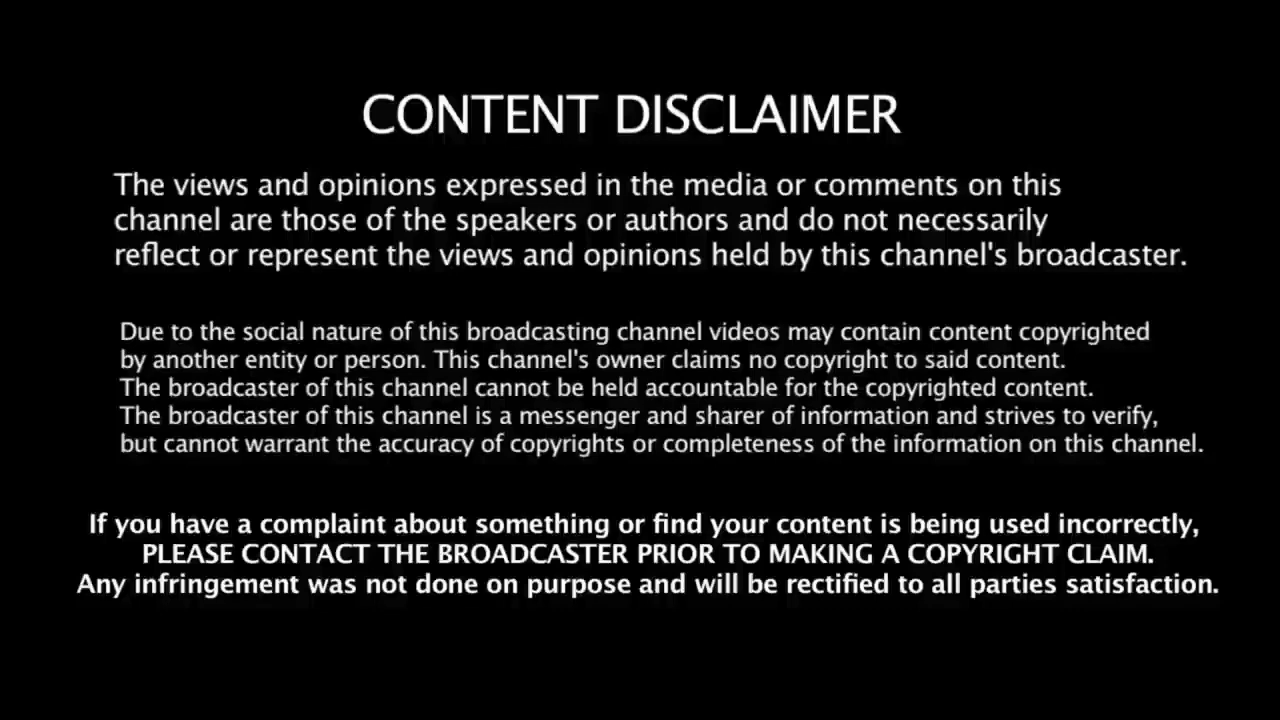 CONTENT DISCLAIMER
The views and opinions expressed in the media or comments on this
channel are those of the speakers or authors and do not necessarily
reflect or represent the views and opinions held by this channel's broadcaster.
Due to the social nature of this broadcasting channel videos may contain content copyrighted
by another entity or person. This channel's owner claims no copyright to said content.
The broadcaster of this channel cannot be held accountable for the copyrighted content.
The broadcaster of this channel is a messenger and sharer of information and strives to verify,
but cannot warrant the accuracy of copyrights or completeness of the information on this channel.
If you have a complaint about something or find your content is being used incorrectly,
PLEASE CONTACT THE BROADCASTER PRIOR TO MAKING A COPYRIGHT CLAIM.
Any infringement was not done on purpose and will be rectified to all parties satisfaction.